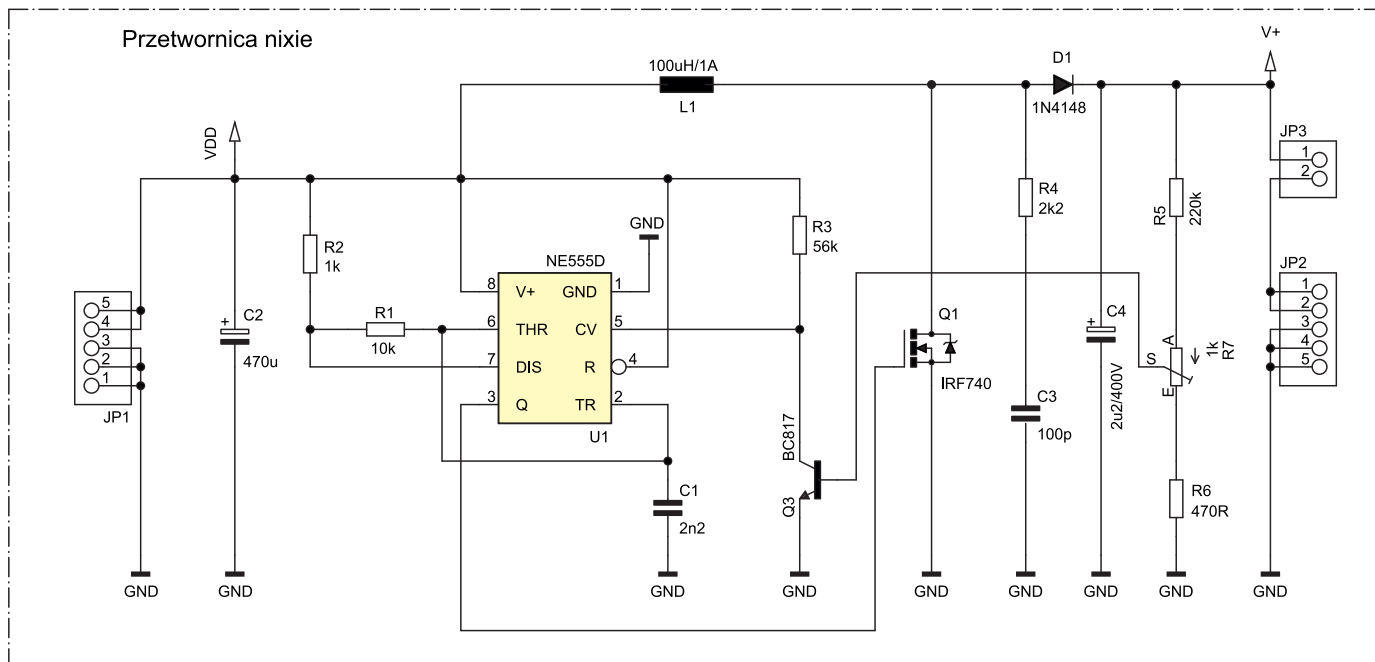 Przetwornica nixie
V+
D1
100uH/1A
1N4148
L1
VDD
JP3
1
2
R4
2k2
R5
220k
GND
R3
56k
R2
1k
NE555D
JP2
8 V+ GND 1
1
5
C2
Q1
C4
2
4
+
R1
6 THR CV 5
+
3
A
1k
R7
470u
4
3
10k
7 DIS R 4
S
5
2
IRF740
E
1
3 Q TR 2
C3
2u2/400V
JP1
U1
BC817
100p
C1
R6
2n2
Q3
470R
GND
GND
GND
GND
GND
GND
GND
GND
GND